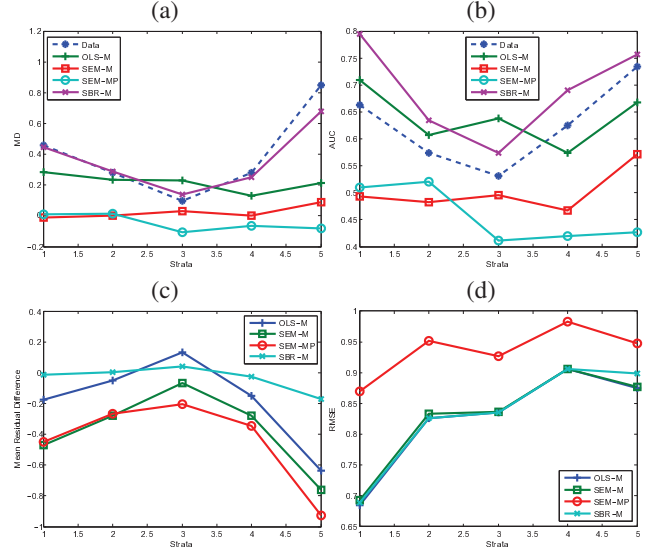 (a)
1.2
1
0.8
0.6
0.4
0.2
0
−0.2
MD
Data
OLS−M
SEM−M
SEM−MP
SBR−M
1 1.5 2 2.5 3 3.5 4 4.5 5
Strata
(b)
0.8
0.75
0.7
0.65
0.6
0.55
0.5
0.45
0.4
AUC
Data
OLS−M
SEM−M
SEM−MP
SBR−M
1 1.5 2 2.5 3 3.5 4 4.5 5
Strata
(c)
0.4
0.2
0
−0.2
−0.4
−0.6
−0.8
−1
Mean Residual Difference
OLS−M
SEM−M
SEM−MP
SBR−M
1 1.5 2 2.5 3 3.5 4 4.5 5
Strata
(d)
1
0.95
0.9
0.85
0.8
0.75
0.7
0.65
RMSE
OLS−M
SEM−M
SEM−MP
SBR−M
1 1.5 2 2.5 3 3.5 4 4.5 5
Strata